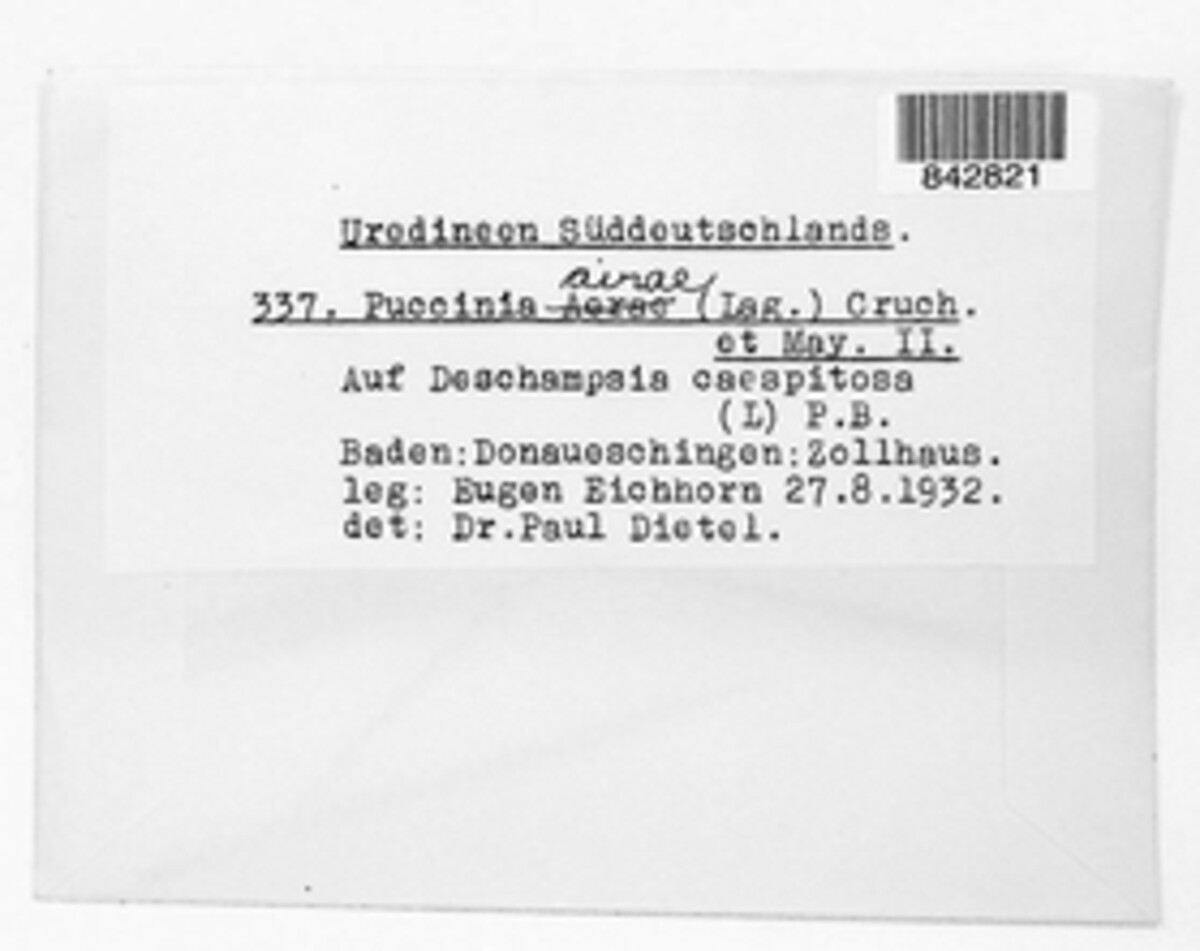 842821
Uredineen Süddeutschlands.
airae
337. Puccinia Aerae (Lag.) Cruch.
et May. II.
Auf Deschampsia caespitosa
(L) P.B.
Baden:Donaueschingen:Zollhaus.
leg: Eugen Eichhorn 27.8.1932.
det: Dr.Paul Dietel.